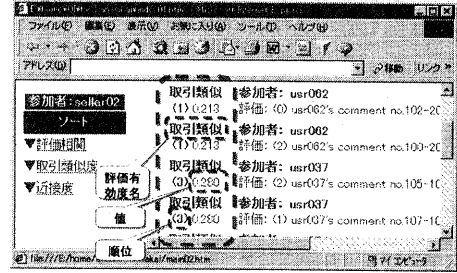 ファイル(F) 編集(E) 表示(V) お気に入り(A) ツール(T) ヘルプ(H)
アドレス(D) 移動 リンク
参加者:seller02
ソート
▼評価相関
▼取引類似度
▼近接度
取引類似 参加者: usr062
(1) 0.213 評価: (0) usr062's comment no.102-20
取引類似 参加者: usr062
(1) 0.213 評価: (2) usr062's comment no.100-20
取引類似 参加者: usr037
(3) 0.280 評価: (2) usr037's comment no.105-10
取引類似 参加者: usr037
(3) 0.280 評価: (1) usr037's comment no.107-10
評価有
効度名
値
順位
マイ コンピュータ